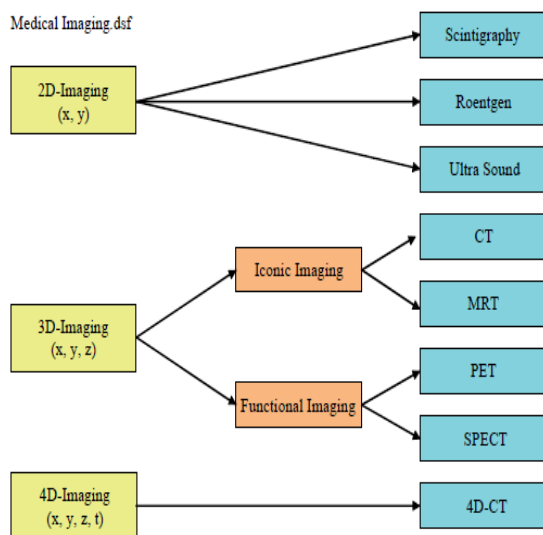 Medical Imaging.dsf
Scintigraphy
2D-Imaging
(x, y)
Roentgen
Ultra Sound
CT
Iconic Imaging
MRT
3D-Imaging
(x, y, z)
PET
Functional Imaging
SPECT
4D-Imaging
(x, y, z, t)
4D-CT